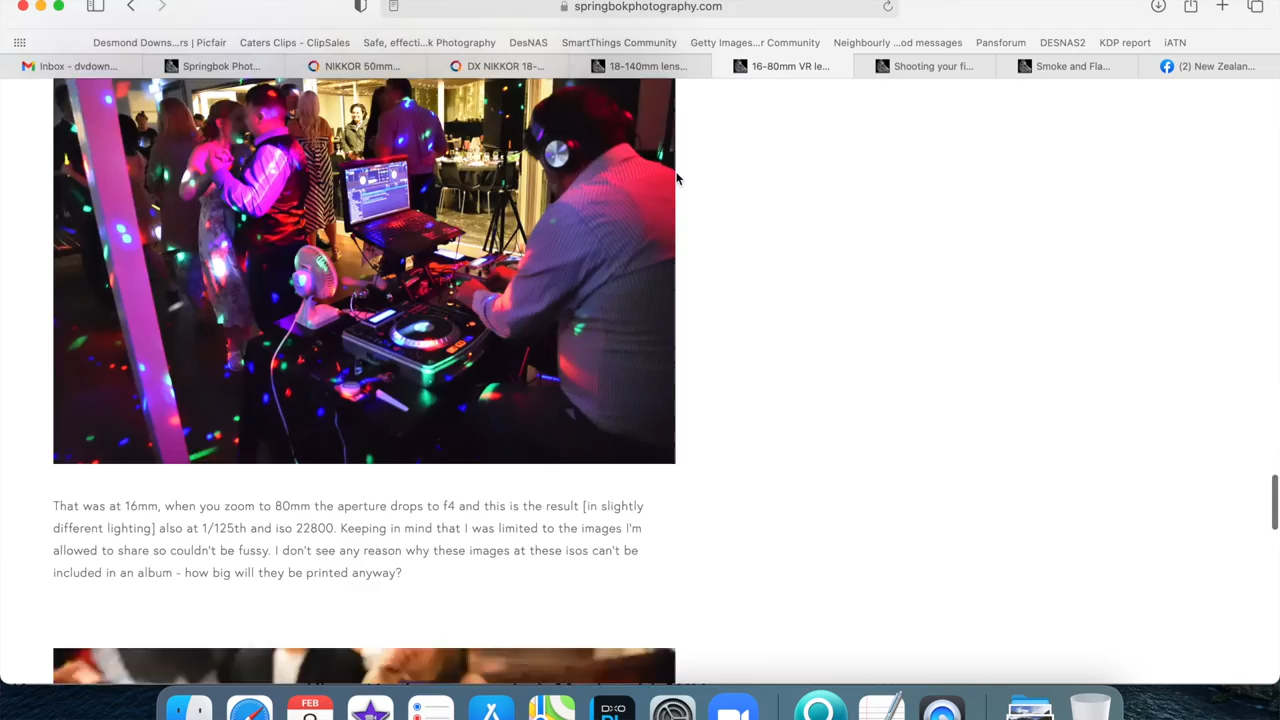 springbokphotography.com
Desmond Downs...rs | Picfair Caters Clips - ClipSales Safe, effecti...k Photography DesNAS SmartThings Community Getty Images...r Community Neighbourly ...od messages Pansforum DESNAS2 KDP report iATN
Inbox - dvdown... Springbok Phot... NIKKOR 50mm... DX NIKKOR 18-... 18-140mm lens... 16-80mm VR le... Shooting your fi... Smoke and Fla... (2) New Zealan...
That was at 16mm, when you zoom to 80mm the aperture drops to f4 and this is the result [in slightly
different lighting] also at 1/125th and iso 22800. Keeping in mind that I was limited to the images I'm
allowed to share so couldn't be fussy. I don't see any reason why these images at these isos can't be
included in an album - how big will they be printed anyway?
FEB
DXO